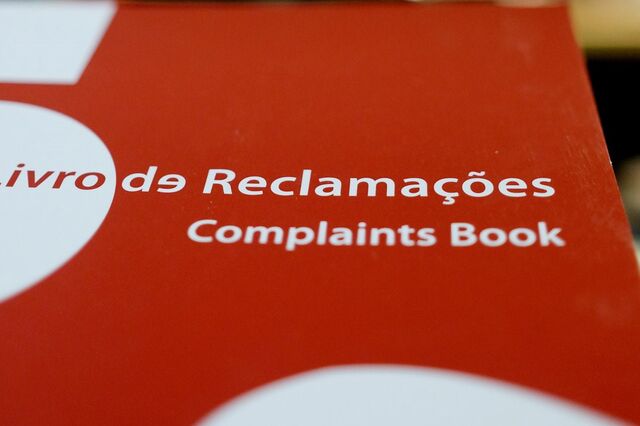 Livro de Reclamações
Complaints Book